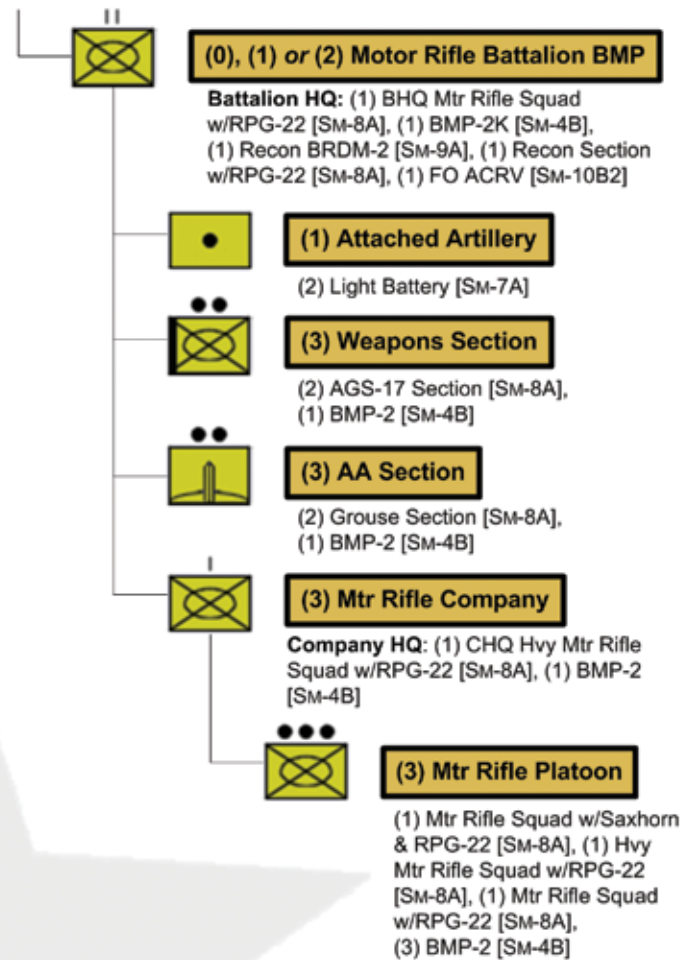 (0), (1) or (2) Motor Rifle Battalion BMP
Battalion HQ: (1) BHQ Mtr Rifle Squad
w/RPG-22 [SM-8A], (1) BMP-2K [SM-4B],
(1) Recon BRDM-2 [SM-9A], (1) Recon Section
w/RPG-22 [SM-8A], (1) FO ACRV [SM-10B2]
(1) Attached Artillery
(2) Light Battery [SM-7A]
(3) Weapons Section
(2) AGS-17 Section [SM-8A],
(1) BMP-2 [SM-4B]
(3) AA Section
(2) Grouse Section [SM-8A],
(1) BMP-2 [SM-4B]
(3) Mtr Rifle Company
Company HQ: (1) CHQ Hvy Mtr Rifle
Squad w/RPG-22 [SM-8A], (1) BMP-2
[SM-4B]
(3) Mtr Rifle Platoon
(1) Mtr Rifle Squad w/Saxhorn
& RPG-22 [SM-8A], (1) Hvy
Mtr Rifle Squad w/RPG-22
[SM-8A], (1) Mtr Rifle Squad
w/RPG-22 [SM-8A],
(3) BMP-2 [SM-4B]